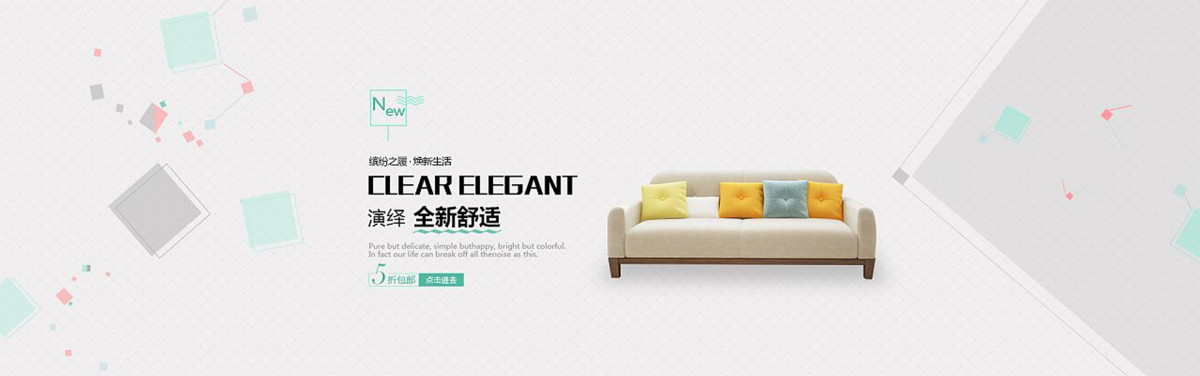 New
缤纷之履·焕新生活
CLEAR ELEGANT
演绎 全新舒适
Pure but delicate, simple buthappy, bright but colorful.
In fact our life can break off all thenoise as this.
5折包邮 点击进去